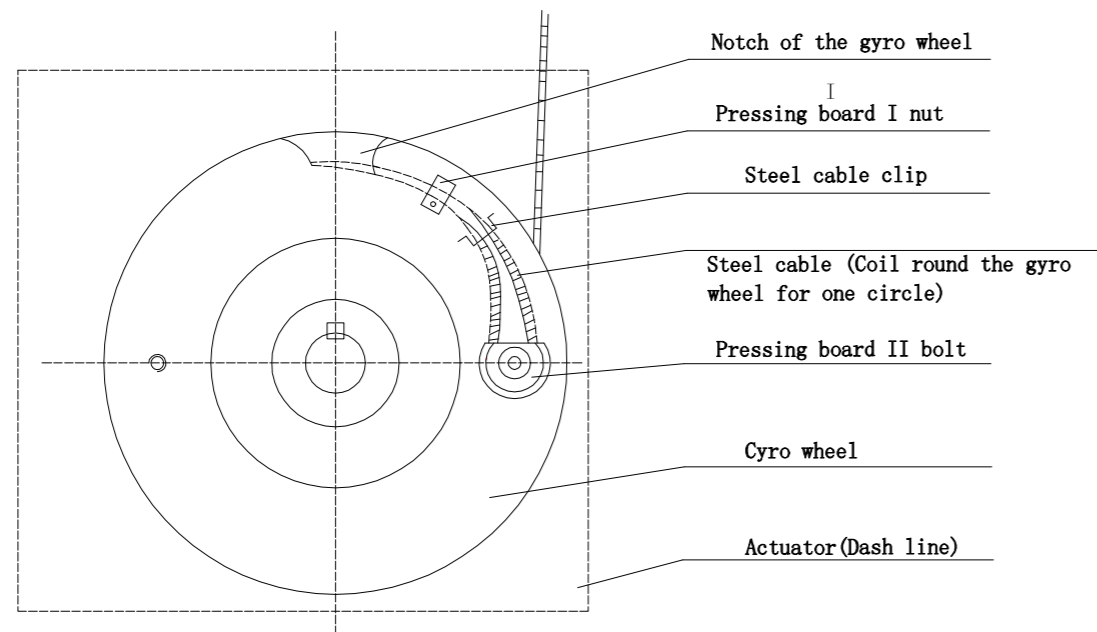 Notch of the gyro wheel
Pressing board I nut
Steel cable clip
Steel cable (Coil round the gyro
wheel for one circle)
Pressing board II bolt
Cyro wheel
Actuator(Dash line)